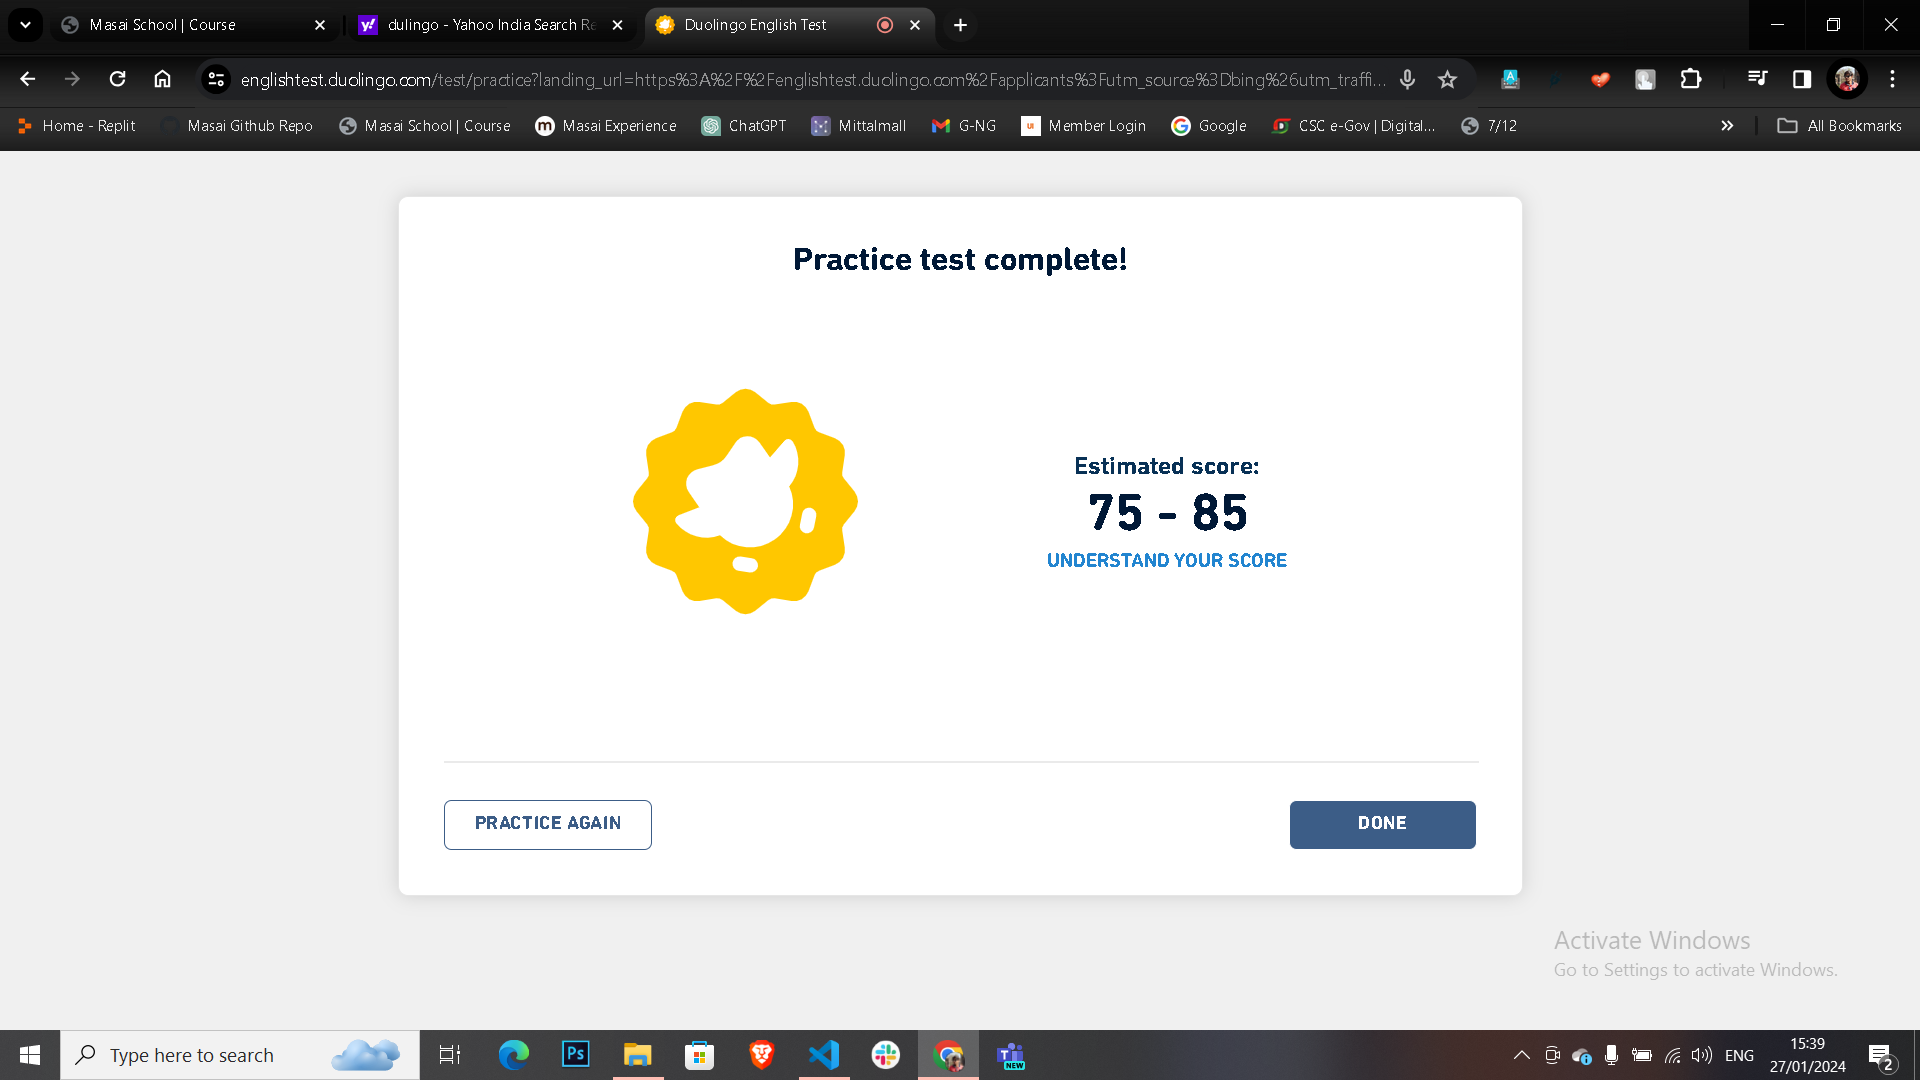 Masai School | Course
dulingo - Yahoo India Search Re
Duolingo English Test
englishtest.duolingo.com/test/practice?landing_url=https%3A%2F%2Fenglishtest.duolingo.com%2Fapplicants%3Futm_source%3Dbing%26utm_traffi...
Home - Replit
Masai Github Repo
Masai School | Course
Masai Experience
ChatGPT
Mittalmall
G-NG
Member Login
Google
CSC e-Gov | Digital...
7/12
All Bookmarks
Practice test complete!
Estimated score:
75 - 85
UNDERSTAND YOUR SCORE
PRACTICE AGAIN
DONE
Activate Windows
Go to Settings to activate Windows.
Type here to search
Ps
NEW
ENG
15:39
27/01/2024
2